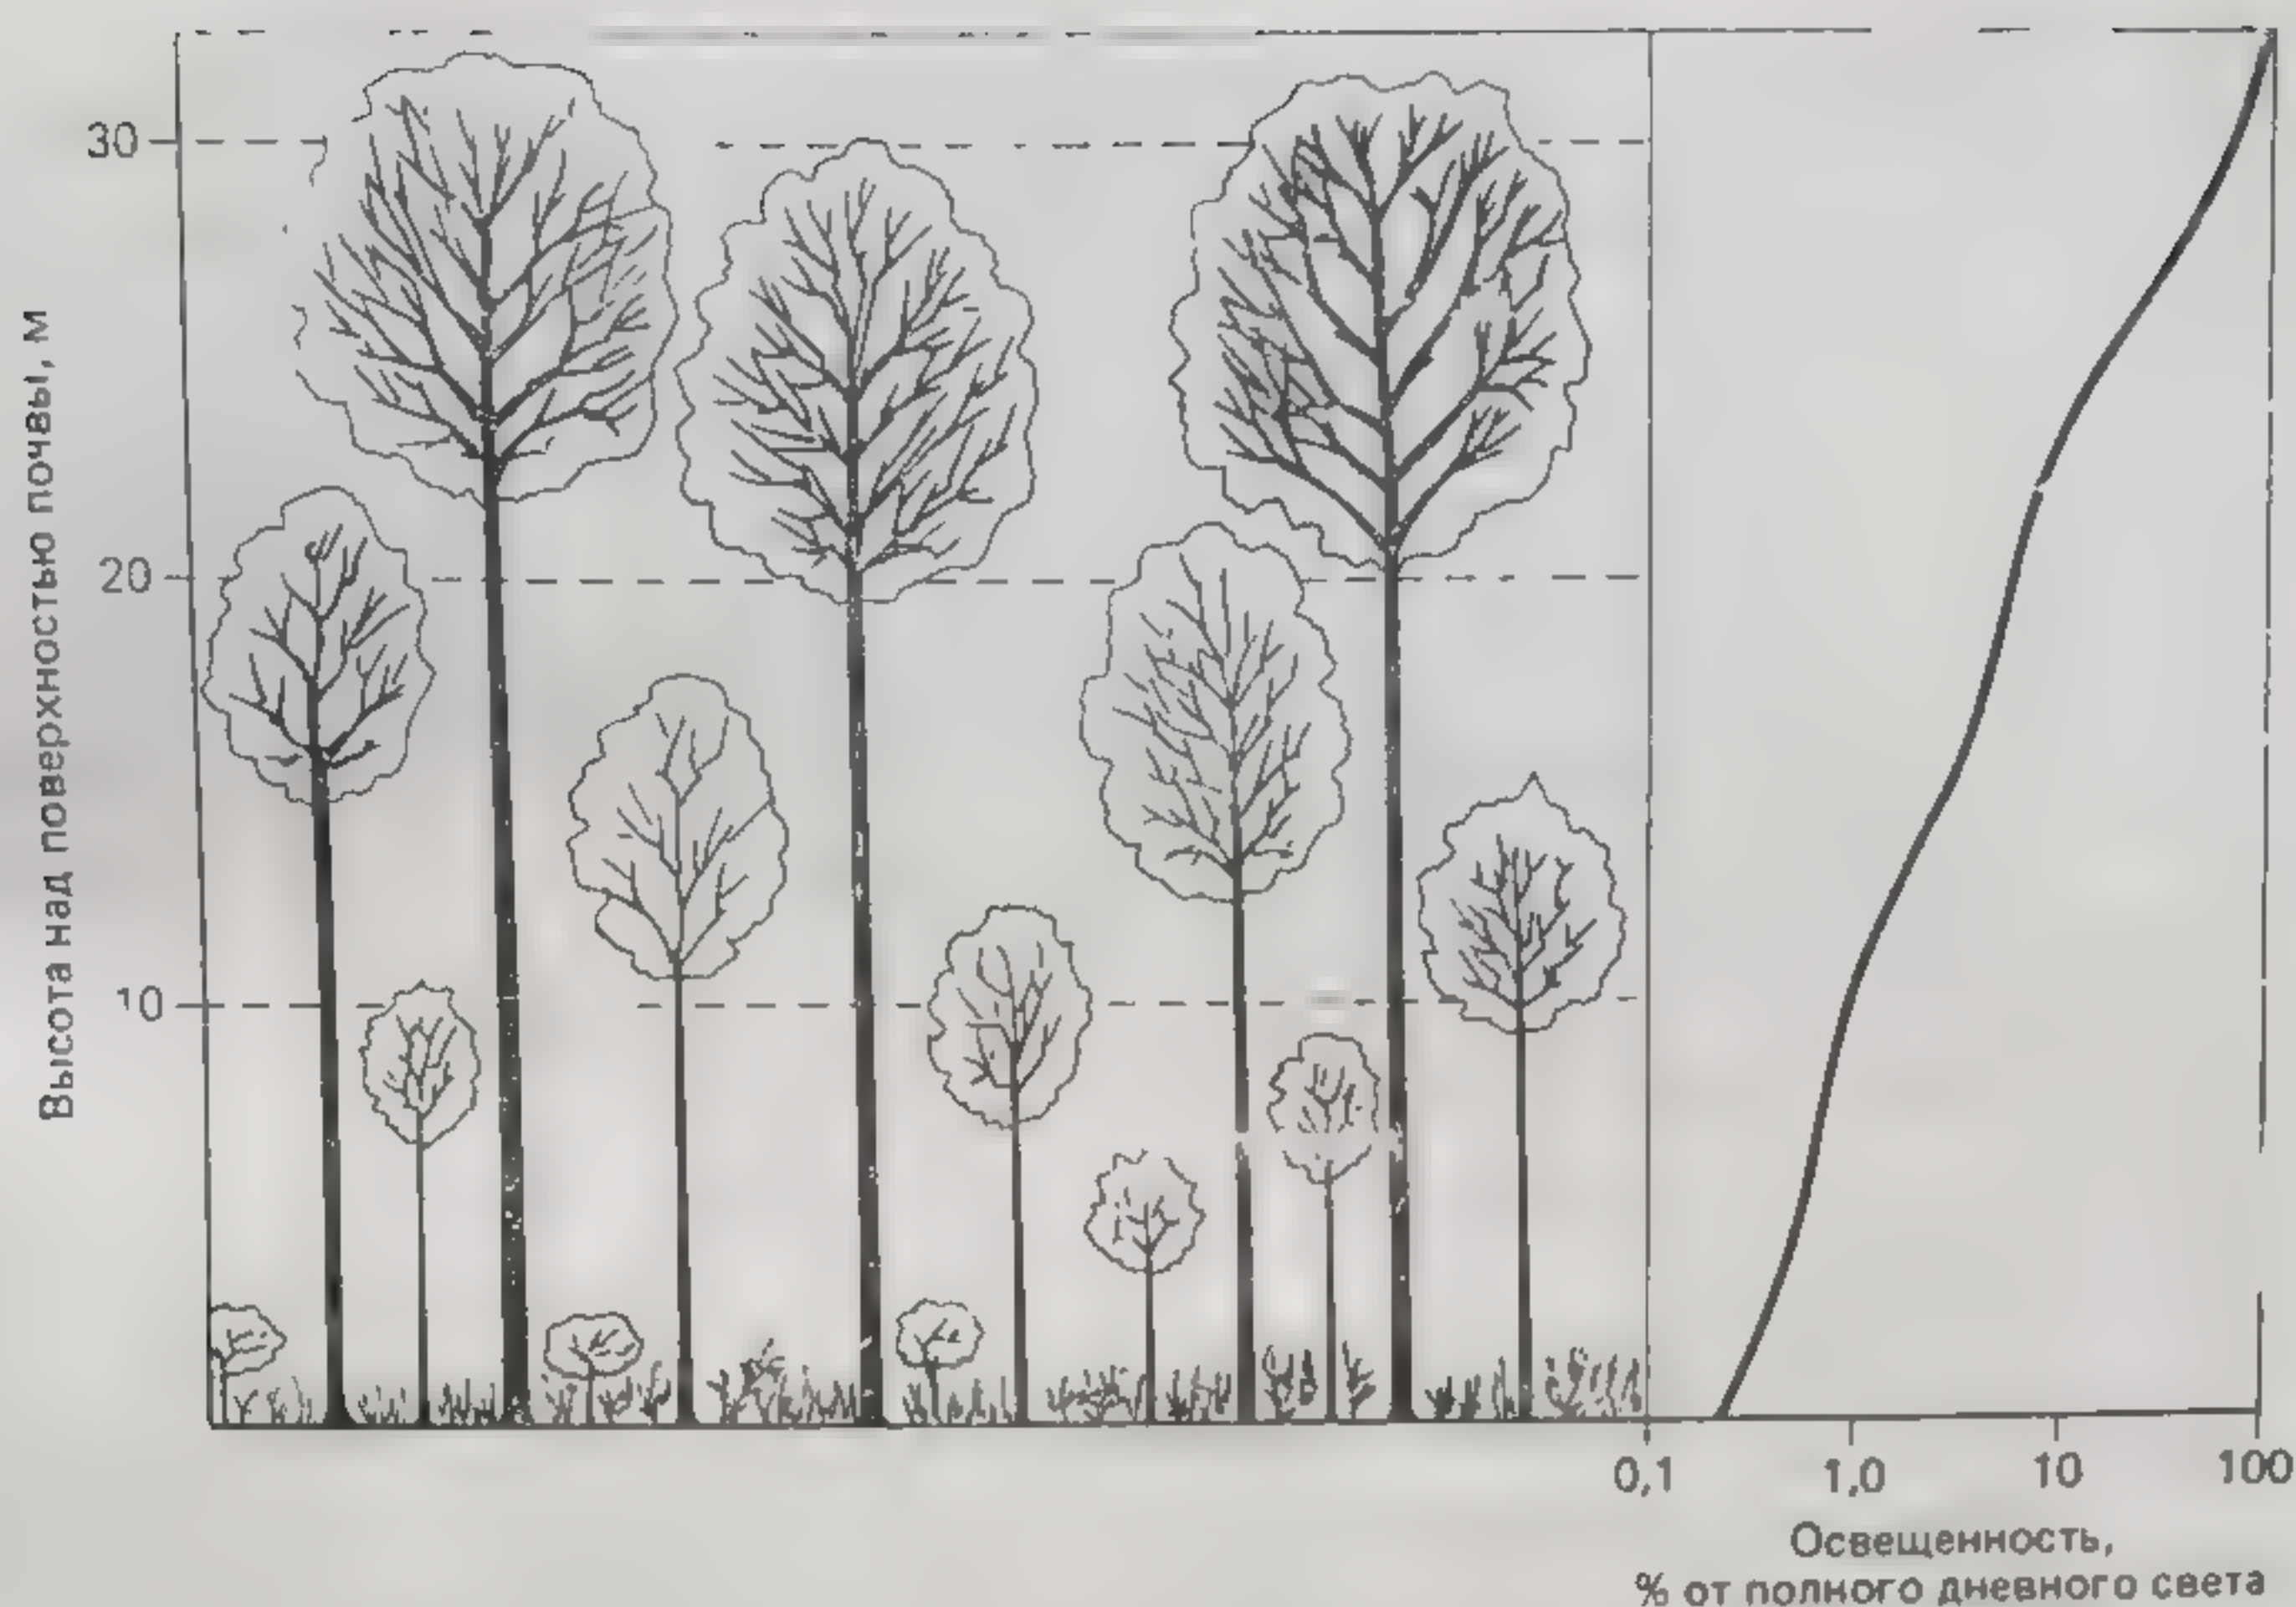 Высота над поверхностью почвы, м
30
20
10
0,1 1,0 10 100
Освещенность,
% от полного дневного света